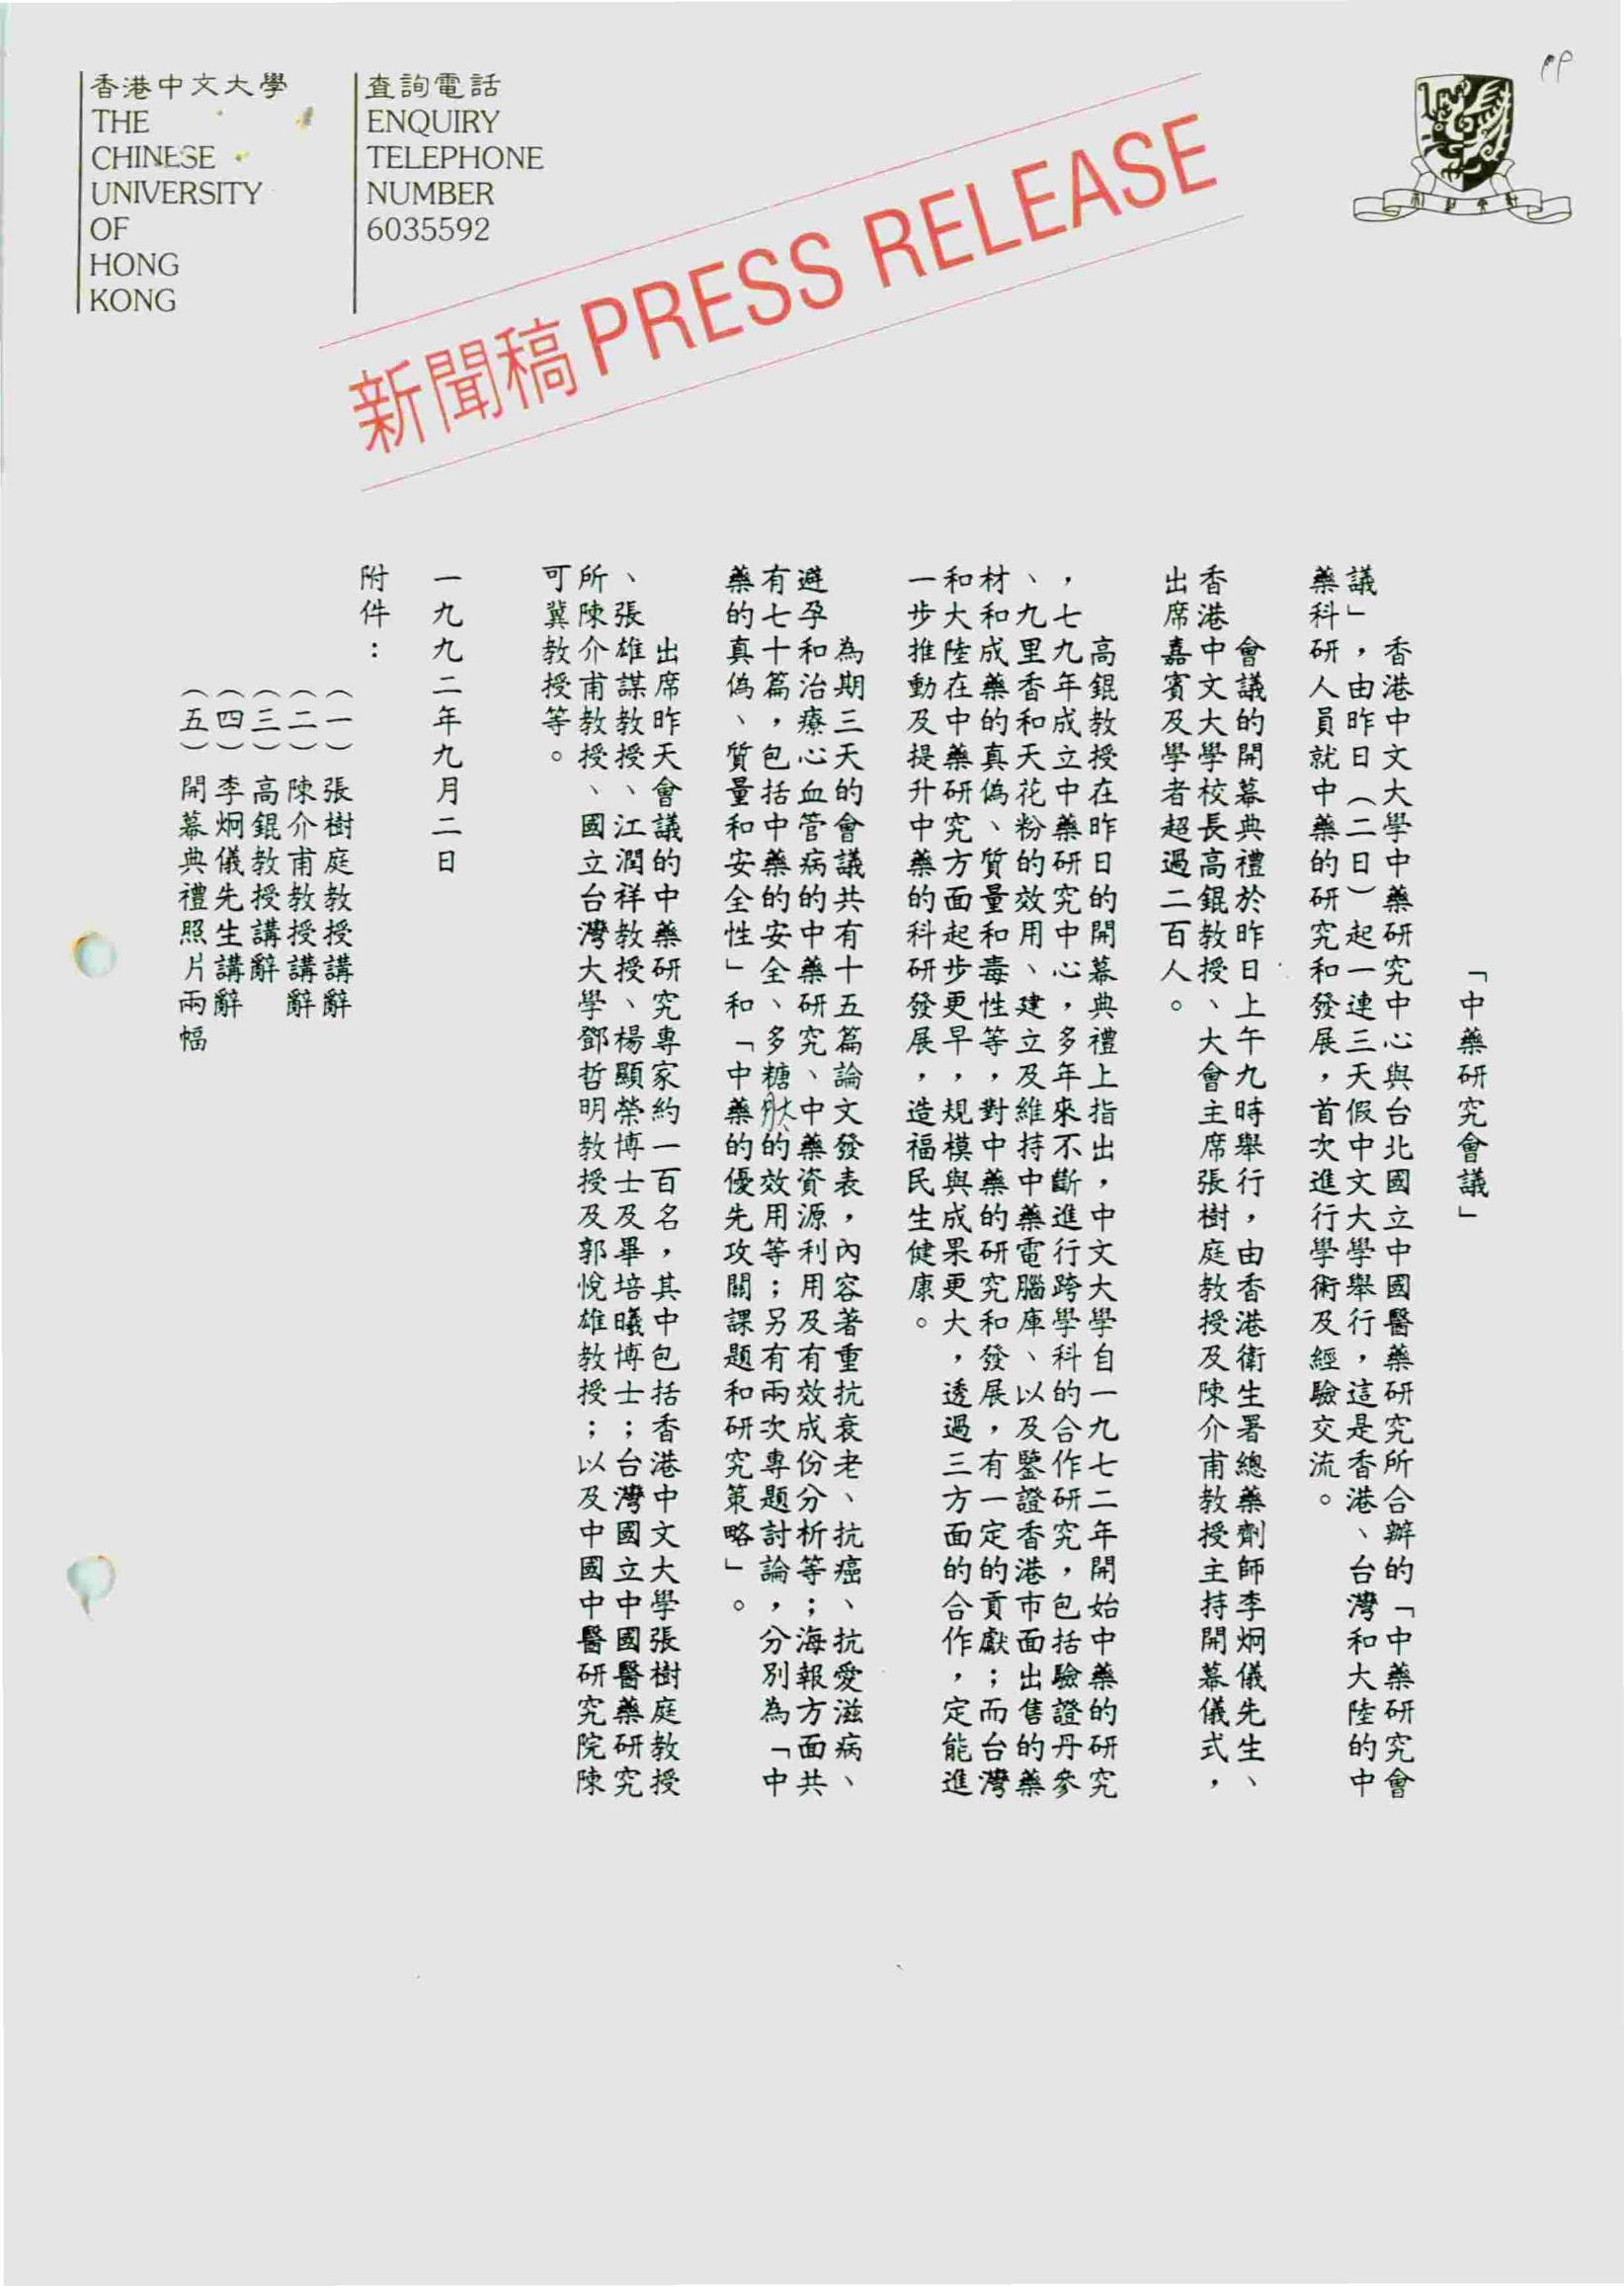 香港中文大學
THE
CHINESE
UNIVERSITY
OF
HONG
KONG
查詢電話
ENQUIRY
TELEPHONE
NUMBER
6035592
新聞稿 PRESS RELEASE
「中藥研究會議」
香港中文大學中藥研究中心與台北國立中國醫藥研究所合辦的「中藥研究會
議」，由昨日（二日）起一連三天假中文大學舉行，這是香港、台灣和大陸的中
藥科研人員就中藥的研究和發展，首次進行學術及經驗交流。
會議的開幕典禮於昨日上午九時舉行，由香港衛生署總藥劑師李炯儀先生、
香港中文大學校長高錕教授、大會主席張樹庭教授及陳介甫教授主持開幕儀式，
出席嘉賓及學者超過二百人。
高錕教授在昨日的開幕典禮上指出，中文大學自一九七二年開始中藥的研究
，七九年成立中藥研究中心，多年來不斷進行跨學科的合作研究，包括驗證丹參
、九里香和天花粉的效用、建立及維持中藥電腦庫、以及鑒證香港市面出售的藥
材和成藥的真偽、質量和毒性等，對中藥的研究和發展，有一定的貢獻；而台灣
和大陸在中藥研究方面起步更早，規模與成果更大，透過三方面的合作，定能進
一步推動及提升中藥的科研發展，造福民生健康。
為期三天的會議共有十五篇論文發表，內容著重抗衰老、抗癌、抗愛滋病、
避孕和治療心血管病的中藥研究、中藥資源利用及有效成份分析等；海報方面共
有七十篇，包括中藥的安全、多糖肽的效用等；另有兩次專題討論，分別為「中
藥的真偽、質量和安全性」和「中藥的優先攻關課題和研究策略」。
出席昨天會議的中藥研究專家約一百名，其中包括香港中文大學張樹庭教授
、張雄謀教授、江潤祥教授、楊顯榮博士及畢培曦博士；台灣國立中國醫藥研究
所陳介甫教授、國立台灣大學鄧哲明教授及郭悅雄教授；以及中國中醫研究院陳
可冀教授等。
一九九二年九月二日
附件：
（一）張樹庭教授講辭
（二）陳介甫教授講辭
（三）高錕教授講辭
（四）李炯儀先生講辭
（五）開幕典禮照片兩幅